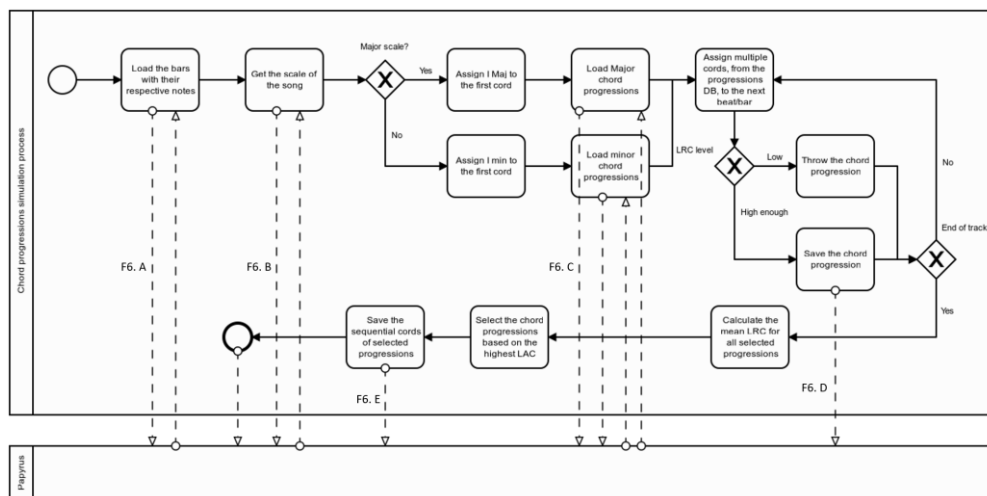 Chord progressions simulation process
Major scale?
Load the bars
with their
respective notes
Get the scale of
the song
Yes
Assign I Maj to
the first cord
Load Major
chord
progressions
Assign multiple
cords, from the
progressions
DB, to the next
beat/bar
No
Assign I min to
the first cord
Load minor
chord
progressions
LRC level
Low
Throw the chord
progression
No
High enough
End of track
Save the chord
progression
F6. A
F6. B
F6. C
Save the
sequential cords
of selected
progressions
Select the chord
progressions
based on the
highest LAC
Calculate the
mean LRC for
all selected
progressions
Yes
F6. E
F6. D
Papyrus